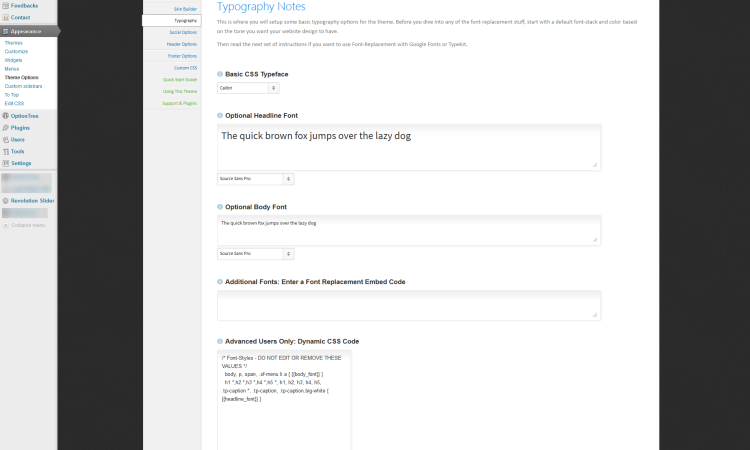 Feedbacks
Contact
Appearance
Themes
Customize
Widgets
Menus
Theme Options
Custom sidebars
To Top
Edit CSS
OptionTree
Plugins
Users
Tools
Settings
Revolution Slider
Collapse menu
Skin Builder
Typography
Social Options
Header Options
Footer Options
Custom CSS
Quick Start Guide
Using This Theme
Support & Plugins
Typography Notes
This is where you will setup some basic typography options for the theme. Before you dive into any of the font-replacement stuff, start with a default font-stack and color based
on the tone you want your website design to have.
Then read the next set of instructions if you want to use Font-Replacement with Google Fonts or TypeKit.
Basic CSS Typeface
Calibri
Optional Headline Font
The quick brown fox jumps over the lazy dog
Source Sans Pro
Optional Body Font
The quick brown fox jumps over the lazy dog
Source Sans Pro
Additional Fonts: Enter a Font Replacement Embed Code
Advanced Users Only: Dynamic CSS Code
/* Font-Styles - DO NOT EDIT OR REMOVE THESE
VALUES */
body, p, span, .sf-menu li a { {{body_font}} }
h1 *,h2 *,h3 *,h4 *,h5 *, h1, h2, h3, h4, h5,
.tp-caption *, .tp-caption, .tp-caption.big-white {
{{headline_font}} }